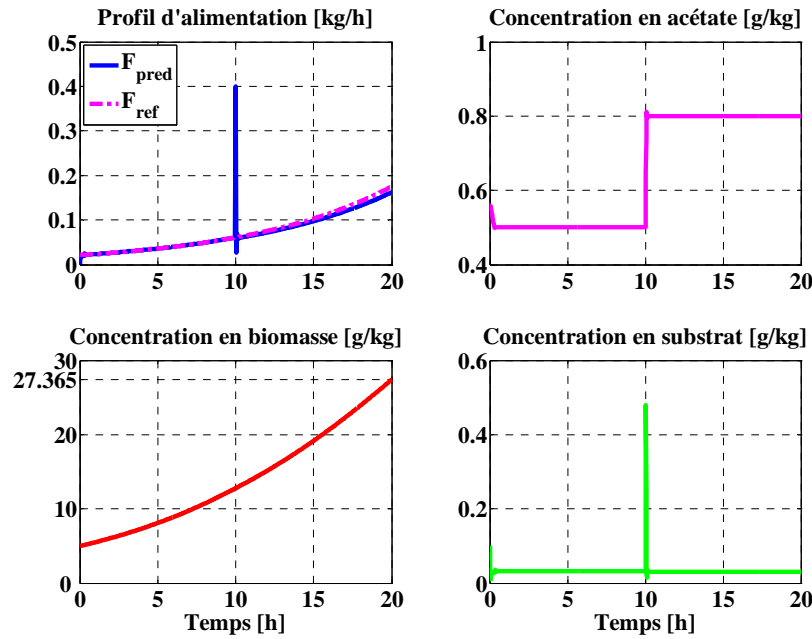 Profil d'alimentation [kg/h]
0.5
0.4
0.3
0.2
0.1
0
F_pred
F_ref
0 5 10 15 20
Concentration en acétate [g/kg]
1
0.8
0.6
0.4
0 5 10 15 20
Concentration en biomasse [g/kg]
30
27.365
20
10
0
0 5 10 15 20
Temps [h]
Concentration en substrat [g/kg]
0.6
0.4
0.2
0
0 5 10 15 20
Temps [h]